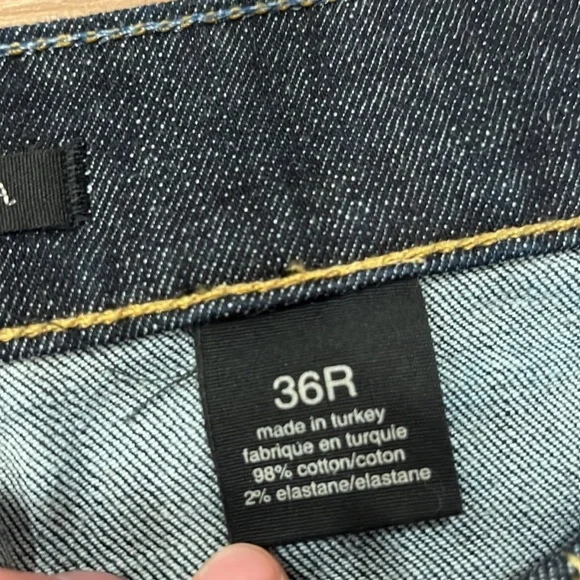 36R
made in turkey
fabrique en turquie
98% cotton/coton
2% elastane/elastane